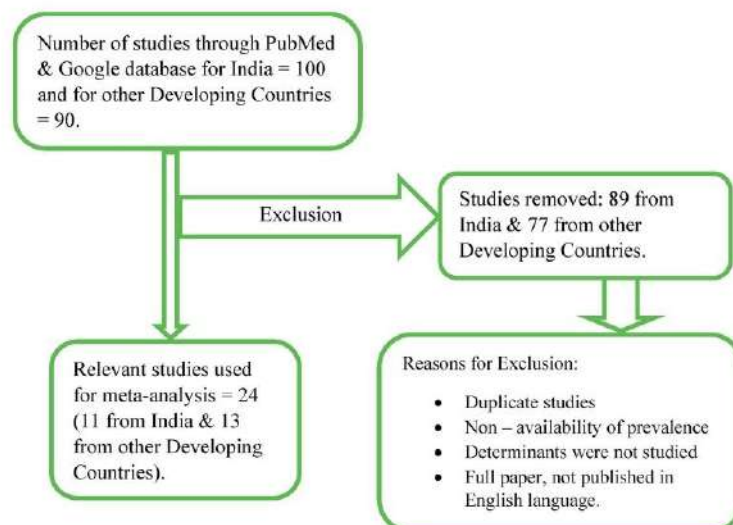 Number of studies through PubMed
& Google database for India = 100
and for other Developing Countries
= 90.
Exclusion
Studies removed: 89 from
India & 77 from other
Developing Countries.
Relevant studies used
for meta-analysis = 24
(11 from India & 13
from other Developing
Countries).
Reasons for Exclusion:
• Duplicate studies
• Non – availability of prevalence
• Determinants were not studied
• Full paper, not published in
English language.